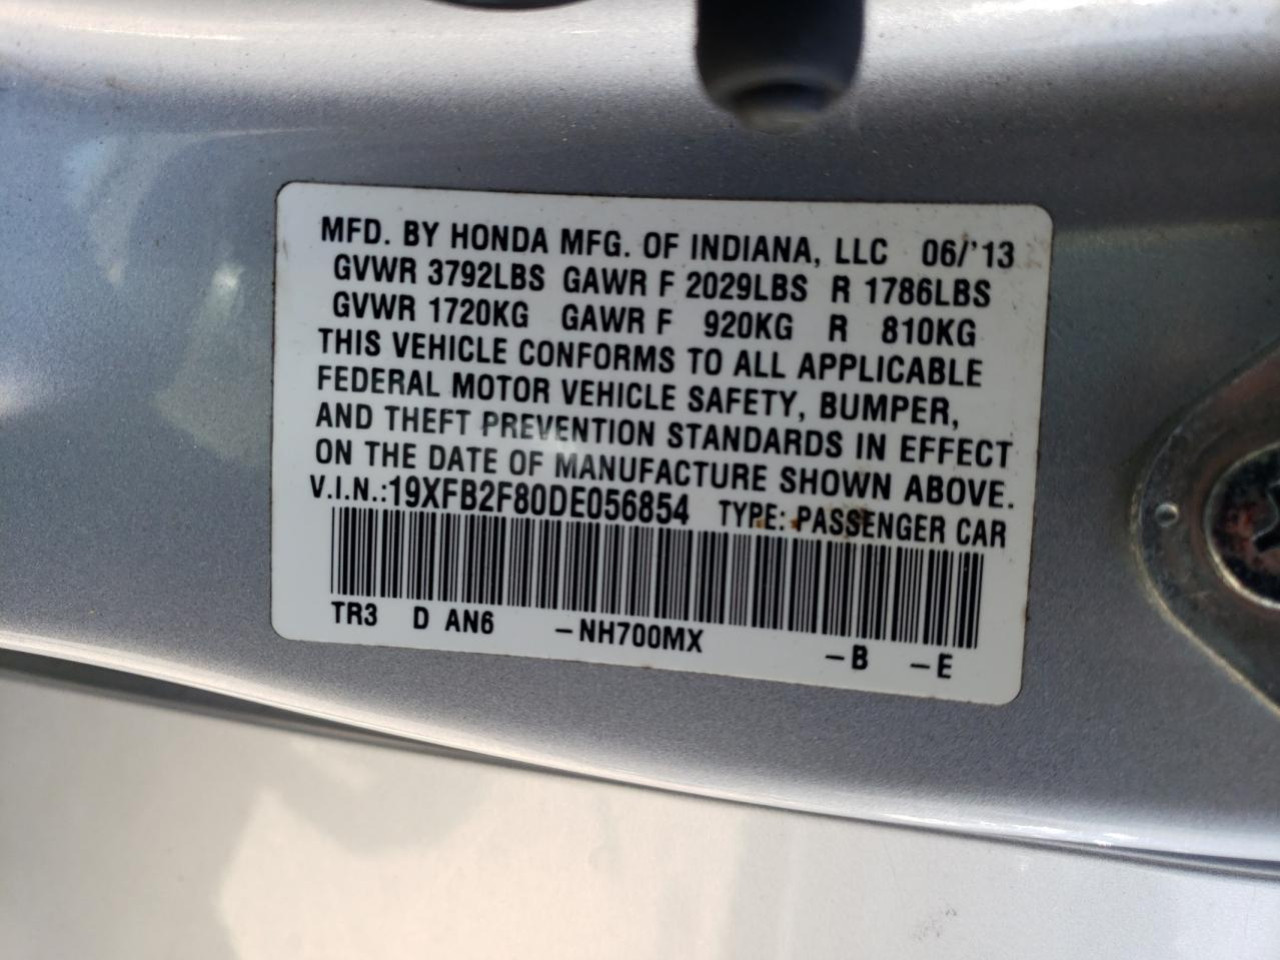 MFD. BY HONDA MFG. OF INDIANA, LLC 06/'13
GVWR 3792LBS GAWR F 2029LBS R 1786LBS
GVWR 1720KG GAWR F 920KG R 810KG
THIS VEHICLE CONFORMS TO ALL APPLICABLE
FEDERAL MOTOR VEHICLE SAFETY, BUMPER,
AND THEFT PREVENTION STANDARDS IN EFFECT
ON THE DATE OF MANUFACTURE SHOWN ABOVE.
V.I.N.:19XFB2F80DE056854 TYPE: PASSENGER CAR
TR3 D AN6 –NH700MX –B –E